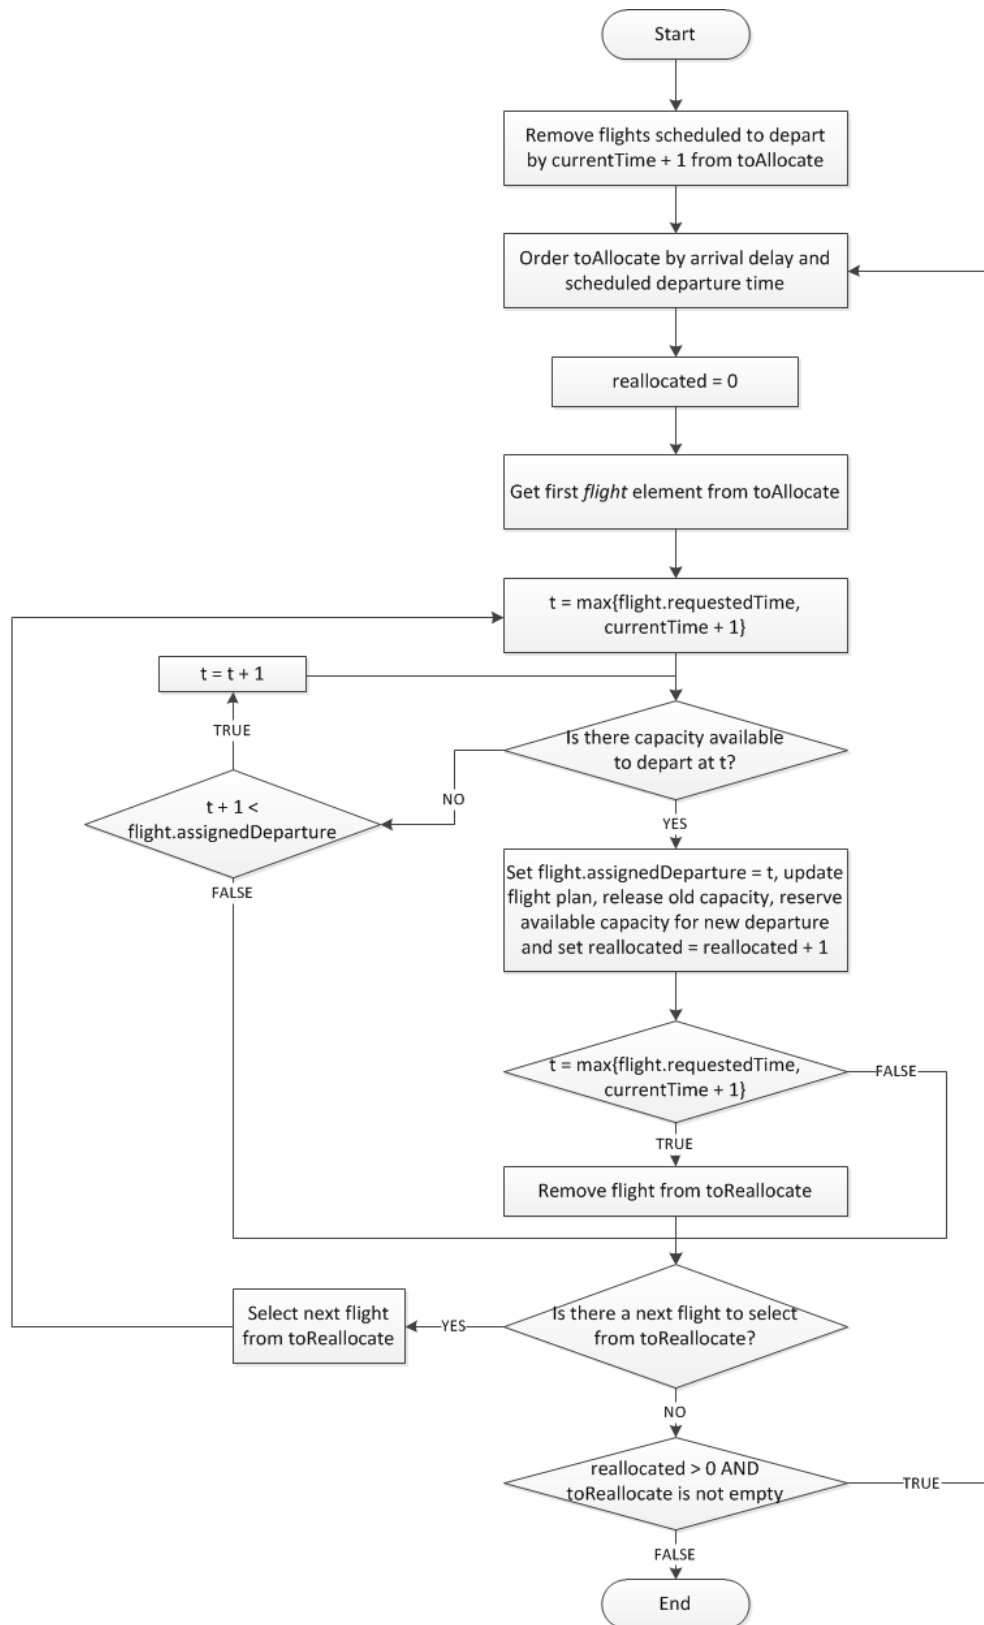 Start
Remove flights scheduled to depart
by currentTime + 1 from toAllocate
Order toAllocate by arrival delay and
scheduled departure time
reallocated = 0
Get first flight element from toAllocate
t = max{flight.requestedTime,
currentTime + 1}
t = t + 1
TRUE
Is there capacity available
to depart at t?
NO
t + 1 <
flight.assignedDeparture
YES
FALSE
Set flight.assignedDeparture = t, update
flight plan, release old capacity, reserve
available capacity for new departure
and set reallocated = reallocated + 1
t = max{flight.requestedTime,
currentTime + 1}
FALSE
TRUE
Remove flight from toReallocate
Is there a next flight to select
from toReallocate?
YES
Select next flight
from toReallocate
NO
reallocated > 0 AND
toReallocate is not empty
TRUE
FALSE
End